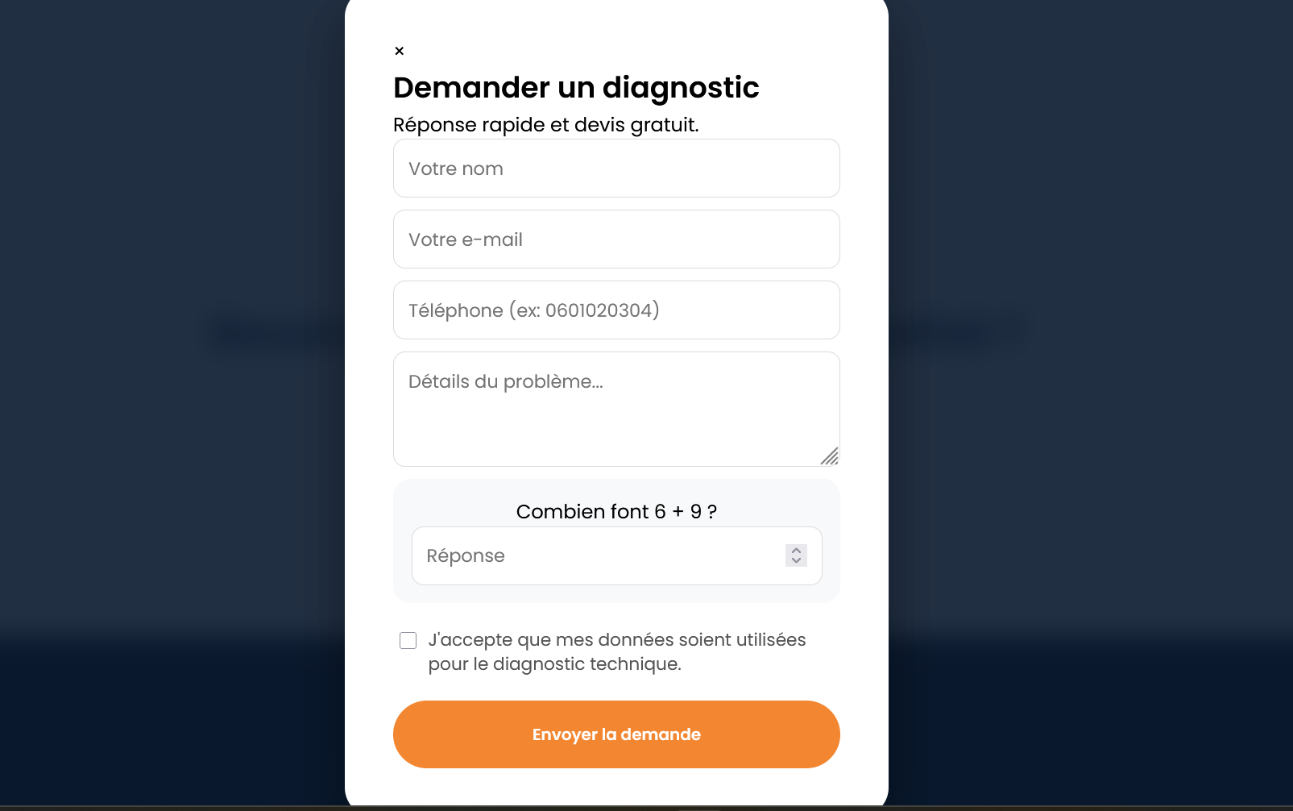 ×
Demander un diagnostic
Réponse rapide et devis gratuit.
Votre nom
Votre e-mail
Téléphone (ex: 0601020304)
Détails du problème...
Combien font 6 + 9 ?
Réponse
J'accepte que mes données soient utilisées
pour le diagnostic technique.
Envoyer la demande